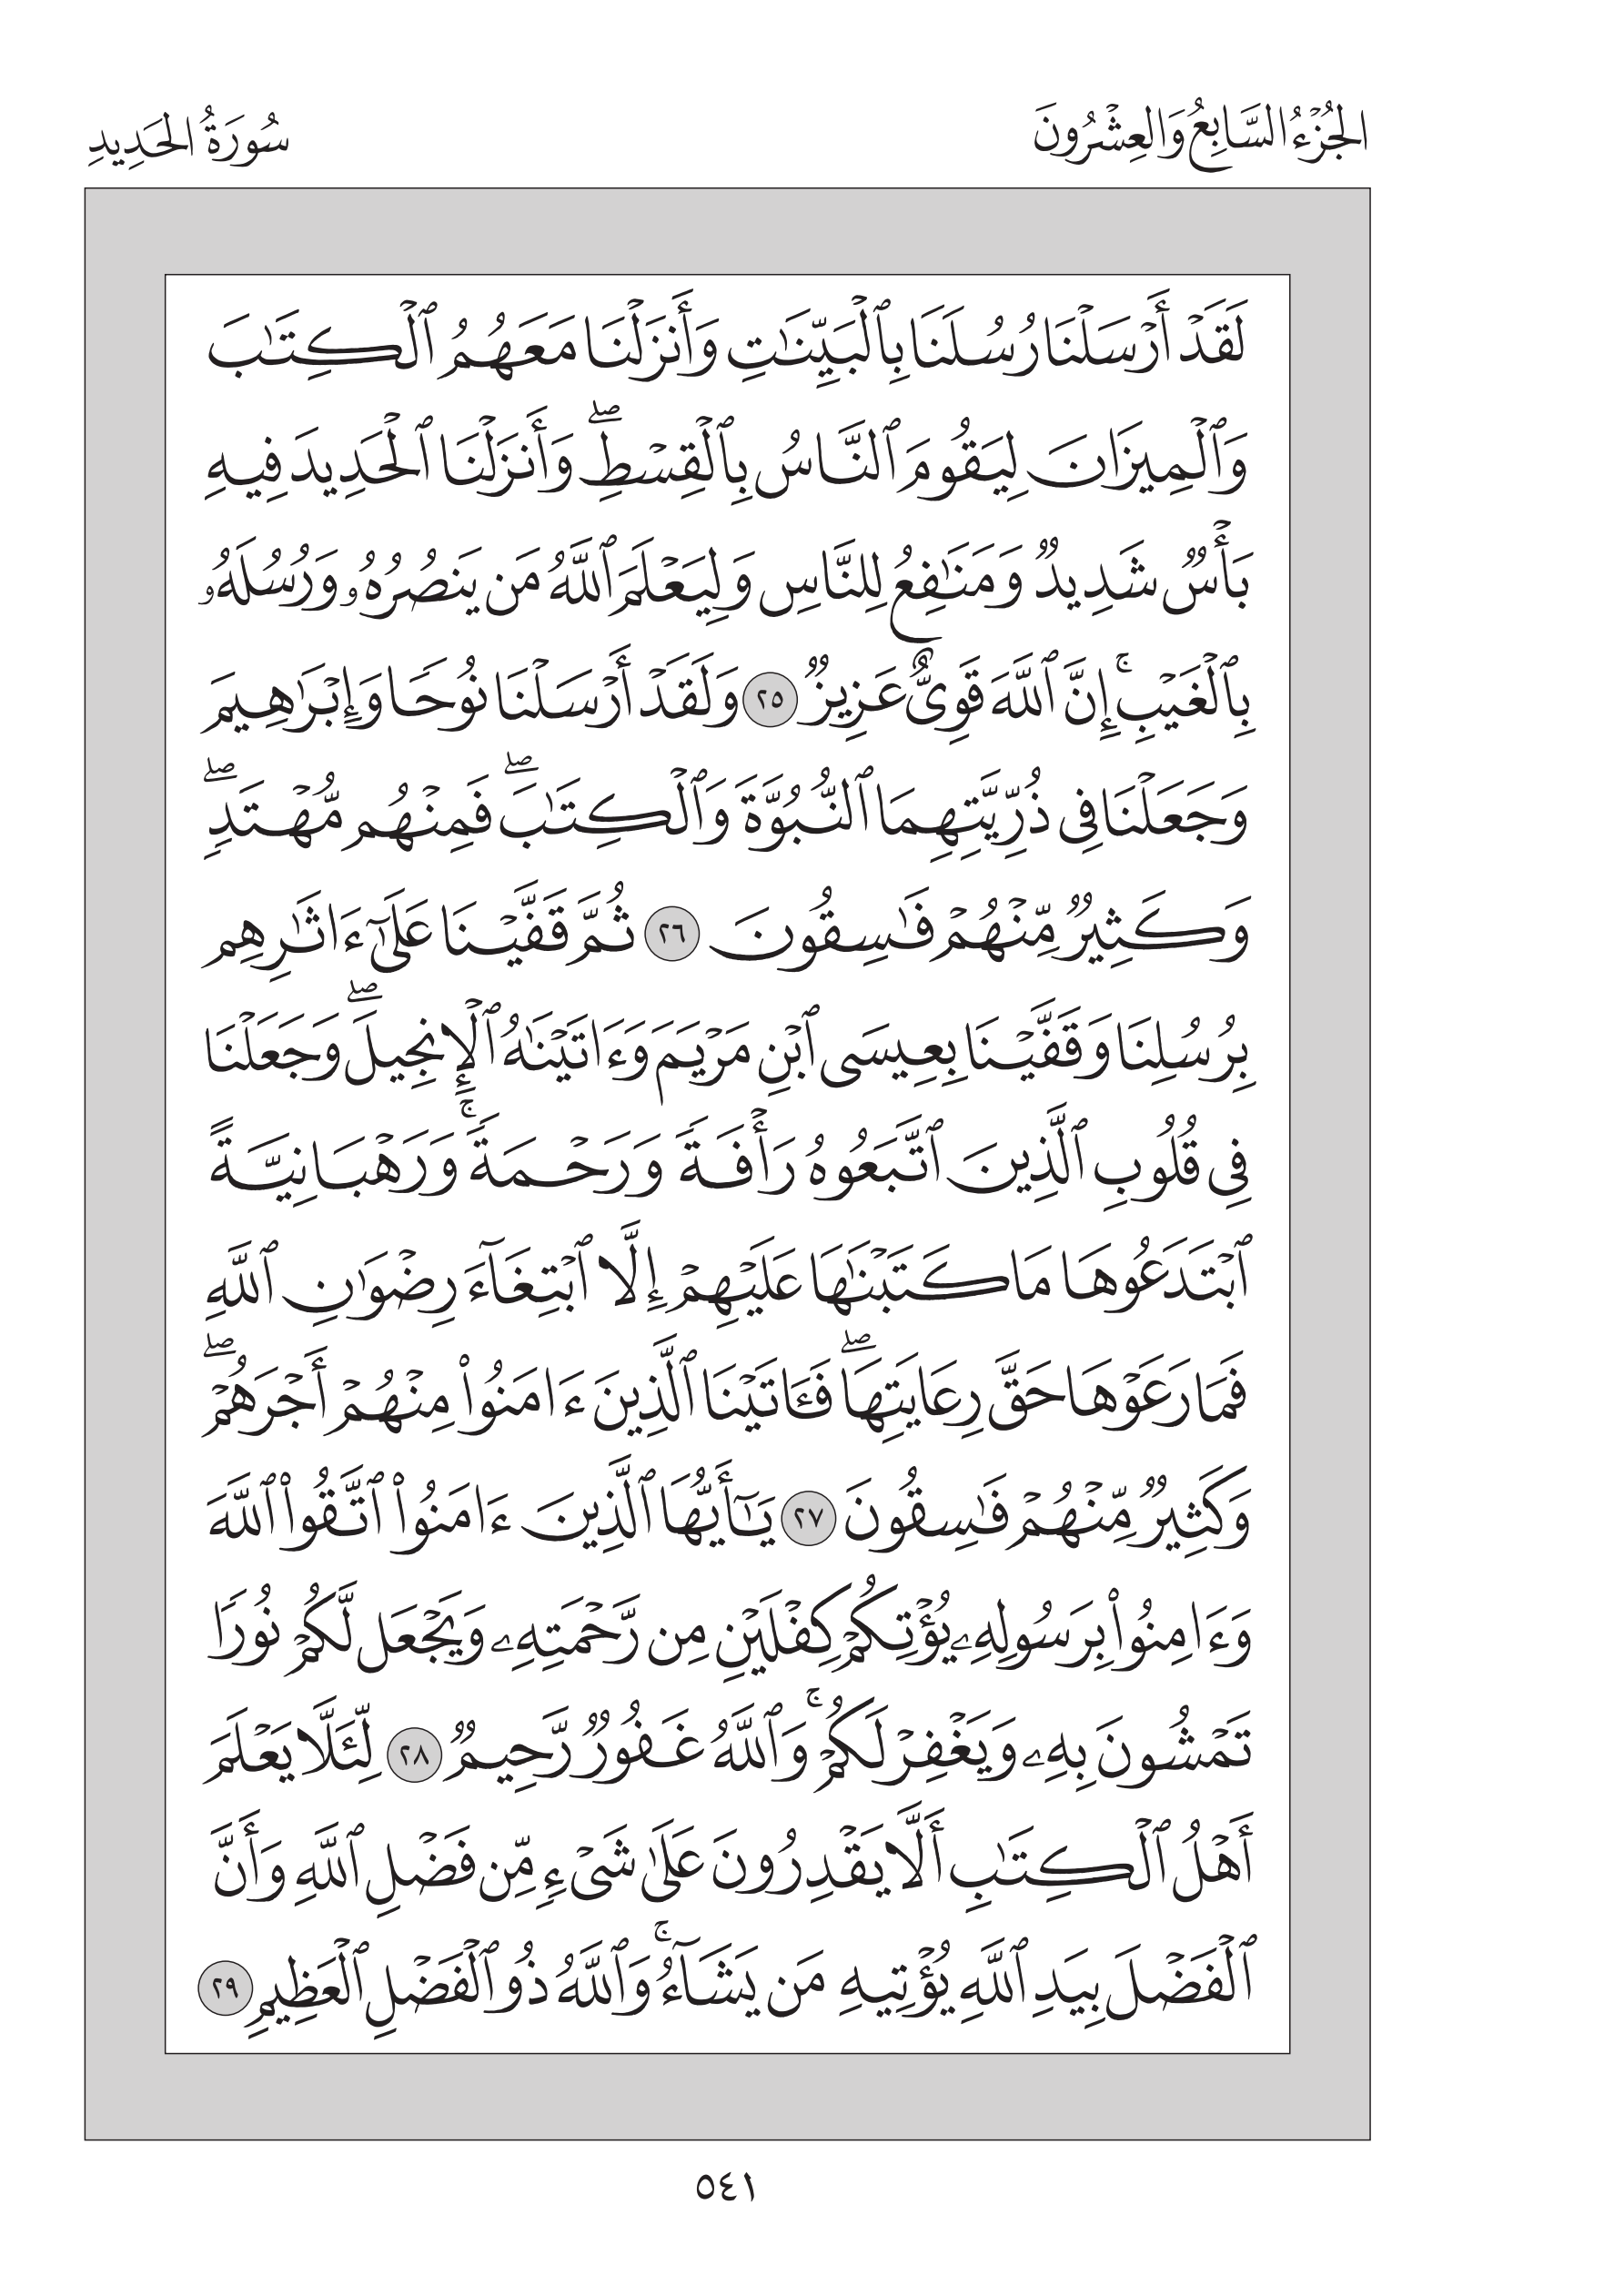 الجُزْءُ السَّابِعُ وَالعِشْرُونَ
سُورَةُ الحَدِيدِ
لَقَدْ أَرْسَلْنَا رُسُلَنَا بِٱلْبَيِّنَٰتِ وَأَنزَلْنَا مَعَهُمُ ٱلْكِتَٰبَ
وَٱلْمِيزَانَ لِيَقُومَ ٱلنَّاسُ بِٱلْقِسْطِۖ وَأَنزَلْنَا ٱلْحَدِيدَ فِيهِ
بَأْسٌ شَدِيدٌ وَمَنَٰفِعُ لِلنَّاسِ وَلِيَعْلَمَ ٱللَّهُ مَن يَنصُرُهُۥ وَرُسُلَهُۥ
بِٱلْغَيْبِۚ إِنَّ ٱللَّهَ قَوِىٌّ عَزِيزٌ ٢٥ وَلَقَدْ أَرْسَلْنَا نُوحًا وَإِبْرَٰهِيمَ
وَجَعَلْنَا فِى ذُرِّيَّتِهِمَا ٱلنُّبُوَّةَ وَٱلْكِتَٰبَۖ فَمِنْهُم مُّهْتَدٍۖ
وَكَثِيرٌ مِّنْهُمْ فَٰسِقُونَ ٢٦ ثُمَّ قَفَّيْنَا عَلَىٰٓ ءَاثَٰرِهِم
بِرُسُلِنَا وَقَفَّيْنَا بِعِيسَى ٱبْنِ مَرْيَمَ وَءَاتَيْنَٰهُ ٱلْإِنجِيلَۖ وَجَعَلْنَا
فِى قُلُوبِ ٱلَّذِينَ ٱتَّبَعُوهُ رَأْفَةً وَرَحْمَةًۚ وَرَهْبَانِيَّةً
ٱبْتَدَعُوهَا مَا كَتَبْنَٰهَا عَلَيْهِمْ إِلَّا ٱبْتِغَآءَ رِضْوَٰنِ ٱللَّهِ
فَمَا رَعَوْهَا حَقَّ رِعَايَتِهَاۖ فَـَٔاتَيْنَا ٱلَّذِينَ ءَامَنُوا۟ مِنْهُمْ أَجْرَهُمْۖ
وَكَثِيرٌ مِّنْهُمْ فَٰسِقُونَ ٢٧ يَٰٓأَيُّهَا ٱلَّذِينَ ءَامَنُوا۟ ٱتَّقُوا۟ ٱللَّهَ
وَءَامِنُوا۟ بِرَسُولِهِۦ يُؤْتِكُمْ كِفْلَيْنِ مِن رَّحْمَتِهِۦ وَيَجْعَل لَّكُمْ نُورًا
تَمْشُونَ بِهِۦ وَيَغْفِرْ لَكُمْۚ وَٱللَّهُ غَفُورٌ رَّحِيمٌ ٢٨ لِّئَلَّا يَعْلَمَ
أَهْلُ ٱلْكِتَٰبِ أَلَّا يَقْدِرُونَ عَلَىٰ شَىْءٍ مِّن فَضْلِ ٱللَّهِ وَأَنَّ
ٱلْفَضْلَ بِيَدِ ٱللَّهِ يُؤْتِيهِ مَن يَشَآءُۚ وَٱللَّهُ ذُو ٱلْفَضْلِ ٱلْعَظِيمِ ٢٩
٥٤١